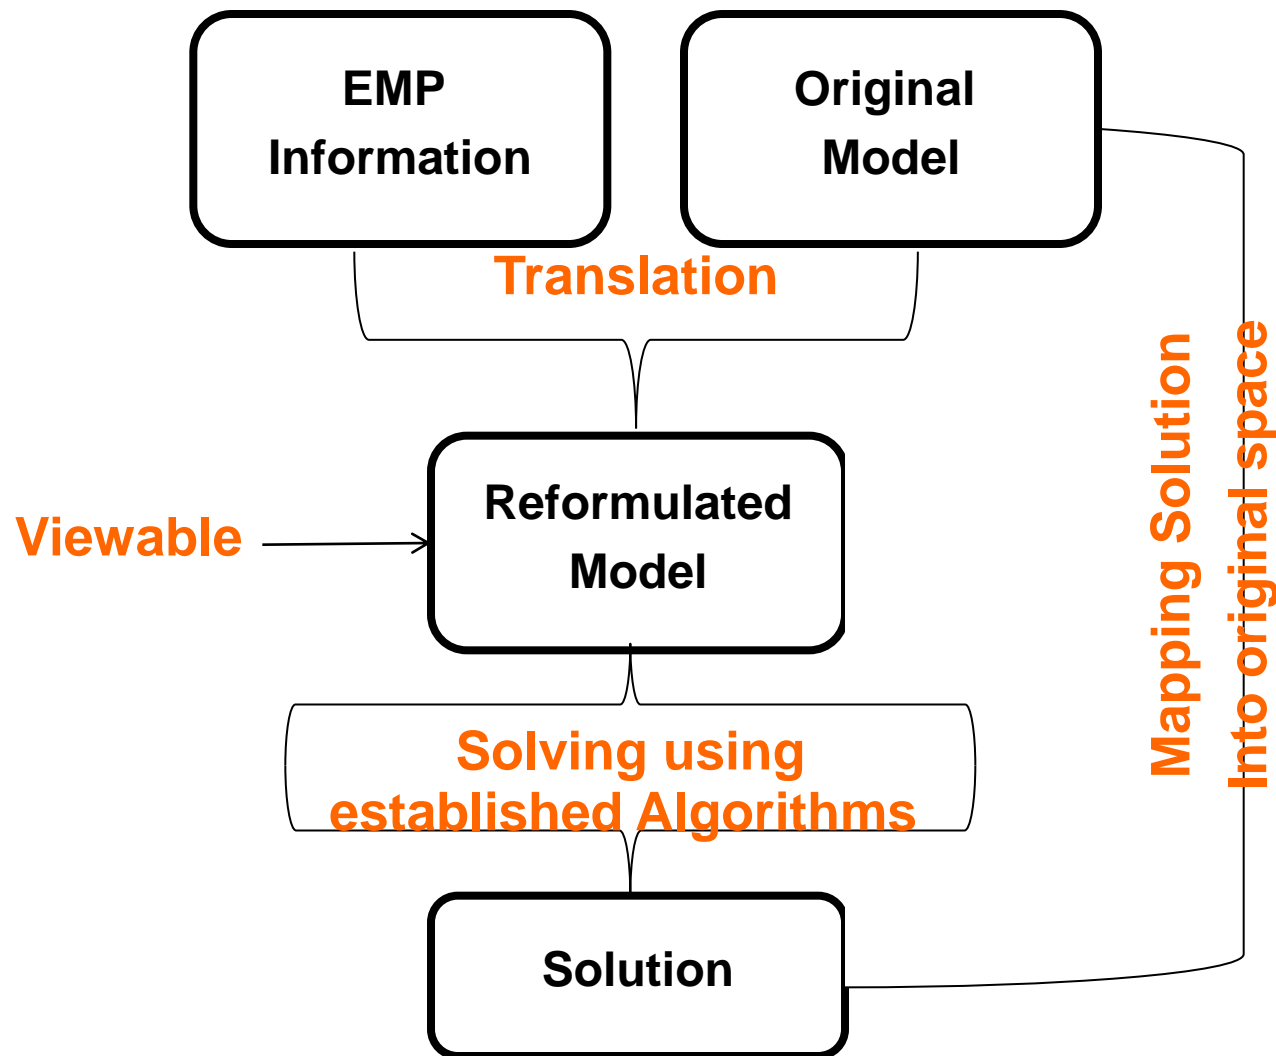 EMP
Information
Original
Model
Translation
Reformulated
Model
Viewable
Solving using
established Algorithms
Mapping Solution
Into original space
Solution